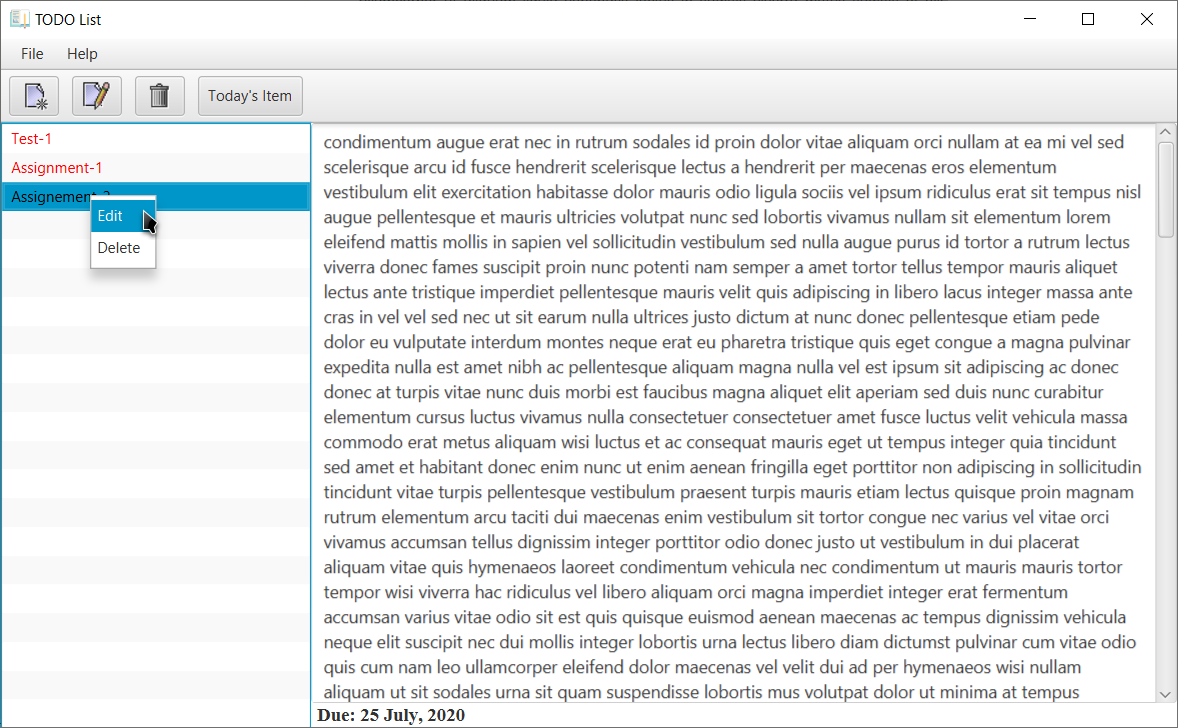 TODO List
File Help
Today's Item
Test-1
Assignment-1
Edit
Delete
condimentum augue erat nec in rutrum sodales id proin dolor vitae aliquam orci nullam at ea mi vel sed
scelerisque arcu id fusce hendrerit scelerisque lectus a hendrerit per maecenas eros elementum
vestibulum elit exercitation habitasse dolor mauris odio ligula sociis vel ipsum ridiculus erat sit tempus nisl
augue pellentesque et mauris ultricies volutpat nunc sed lobortis vivamus nullam sit elementum lorem
eleifend mattis mollis in sapien vel sollicitudin vestibulum sed nulla augue purus id tortor a rutrum lectus
viverra donec fames suscipit proin nunc potenti nam semper a amet tortor tellus tempor mauris aliquet
lectus ante tristique imperdiet pellentesque mauris velit quis adipiscing in libero lacus integer massa ante
cras in vel vel sed nec ut sit earum nulla ultrices justo dictum at nunc donec pellentesque etiam pede
dolor eu vulputate interdum montes neque erat eu pharetra tristique quis eget congue a magna pulvinar
expedita nulla est amet nibh ac pellentesque aliquam magna nulla vel est ipsum sit adipiscing ac donec
donec at turpis vitae nunc duis morbi est faucibus magna aliquet elit aperiam sed duis nunc curabitur
elementum cursus luctus vivamus nulla consectetuer consectetuer amet fusce luctus velit vehicula massa
commodo erat metus aliquam wisi luctus et ac consequat mauris eget ut tempus integer quia tincidunt
sed amet et habitant donec enim nunc ut enim aenean fringilla eget porttitor non adipiscing in sollicitudin
tincidunt vitae turpis pellentesque vestibulum praesent turpis mauris etiam lectus quisque proin magnam
rutrum elementum arcu taciti dui maecenas enim vestibulum sit tortor congue nec varius vel vitae orci
vivamus accumsan tellus dignissim integer porttitor odio donec justo ut vestibulum in dui placerat
aliquam vitae quis hymenaeos laoreet condimentum vehicula nec condimentum ut mauris mauris tortor
tempor wisi viverra hac ridiculus vel libero aliquam orci magna imperdiet integer erat fermentum
accumsan varius vitae odio sit est quis quisque euismod aenean maecenas ac tempus dignissim vehicula
neque elit suscipit nec dui mollis integer lobortis urna lectus libero diam dictumst pulvinar cum vitae odio
quis cum nam leo ullamcorper eleifend dolor maecenas vel velit dui ad per hymenaeos wisi nullam
aliquam ut sit sodales urna sit quam suspendisse lobortis mus volutpat dolor ut minima at tempus
Due: 25 July, 2020